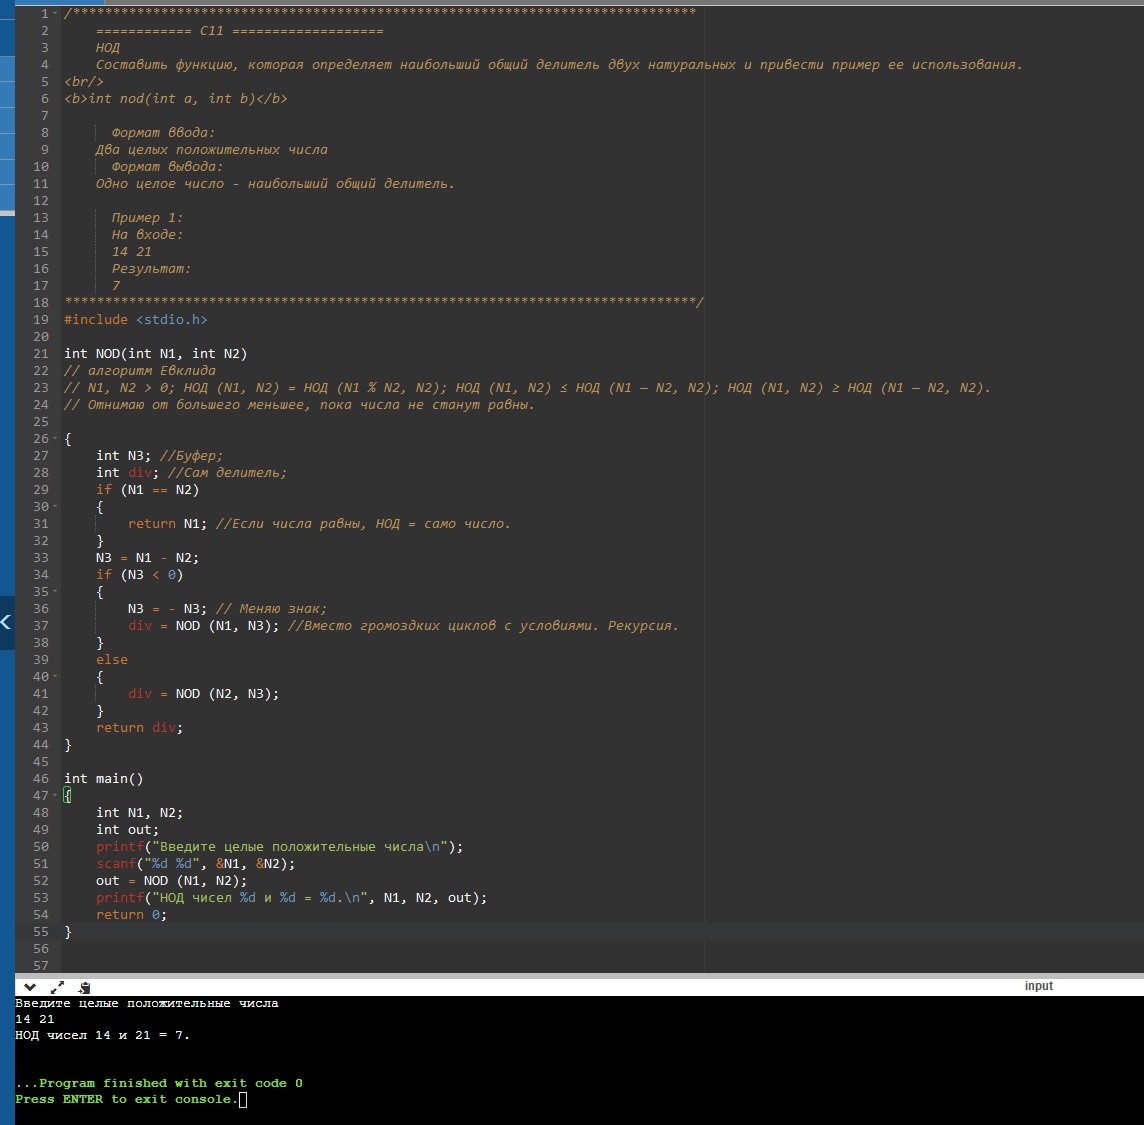 1 /******************************************************************************
2 ============ C11 ===================
3 НОД
4 Составить функцию, которая определяет наибольший общий делитель двух натуральных и привести пример ее использования.
5 <br/>
6 <b>int nod(int a, int b)</b>
7
8 Формат ввода:
9 Два целых положительных числа
10 Формат вывода:
11 Одно целое число - наибольший общий делитель.
12
13 Пример 1:
14 На входе:
15 14 21
16 Результат:
17 7
18 *******************************************************************************/
19 #include <stdio.h>
20
21 int NOD(int N1, int N2)
22 // алгоритм Евклида
23 // N1, N2 > 0; НОД (N1, N2) = НОД (N1 % N2, N2); НОД (N1, N2) ≤ НОД (N1 – N2, N2); НОД (N1, N2) ≥ НОД (N1 – N2, N2).
24 // Отнимаю от большего меньшее, пока числа не станут равны.
25
26 {
27 int N3; //Буфер;
28 int div; //Сам делитель;
29 if (N1 == N2)
30 {
31 return N1; //Если числа равны, НОД = само число.
32 }
33 N3 = N1 - N2;
34 if (N3 < 0)
35 {
36 N3 = - N3; // Меняю знак;
37 div = NOD (N1, N3); //Вместо громоздких циклов с условиями. Рекурсия.
38 }
39 else
40 {
41 div = NOD (N2, N3);
42 }
43 return div;
44 }
45
46 int main()
47 {
48 int N1, N2;
49 int out;
50 printf("Введите целые положительные числа\n");
51 scanf("%d %d", &N1, &N2);
52 out = NOD (N1, N2);
53 printf("НОД чисел %d и %d = %d.\n", N1, N2, out);
54 return 0;
55 }
56
57
input
Введите целые положительные числа
14 21
НОД чисел 14 и 21 = 7.
...Program finished with exit code 0
Press ENTER to exit console.